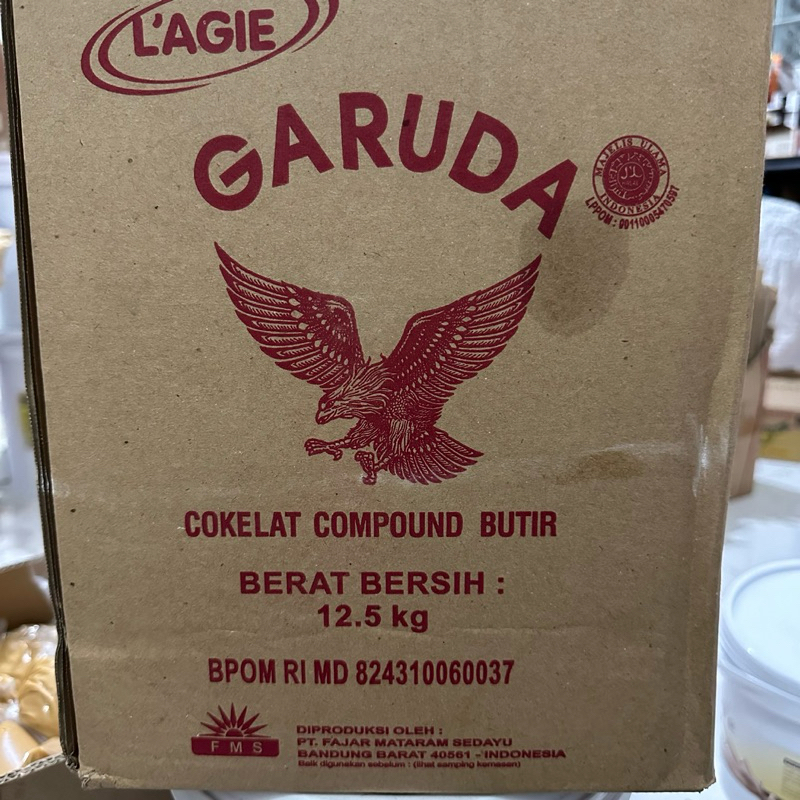 L'AGIE
GARUDA
MAJELIS ULAMA
INDONESIA
LPPOM : 00110005470597
COKELAT COMPOUND BUTIR
BERAT BERSIH :
12.5 kg
BPOM RI MD 824310060037
FMS
DIPRODUKSI OLEH :
PT. FAJAR MATARAM SEDAYU
BANDUNG BARAT 40561 - INDONESIA
Baik digunakan sebelum : (lihat samping kemasan)